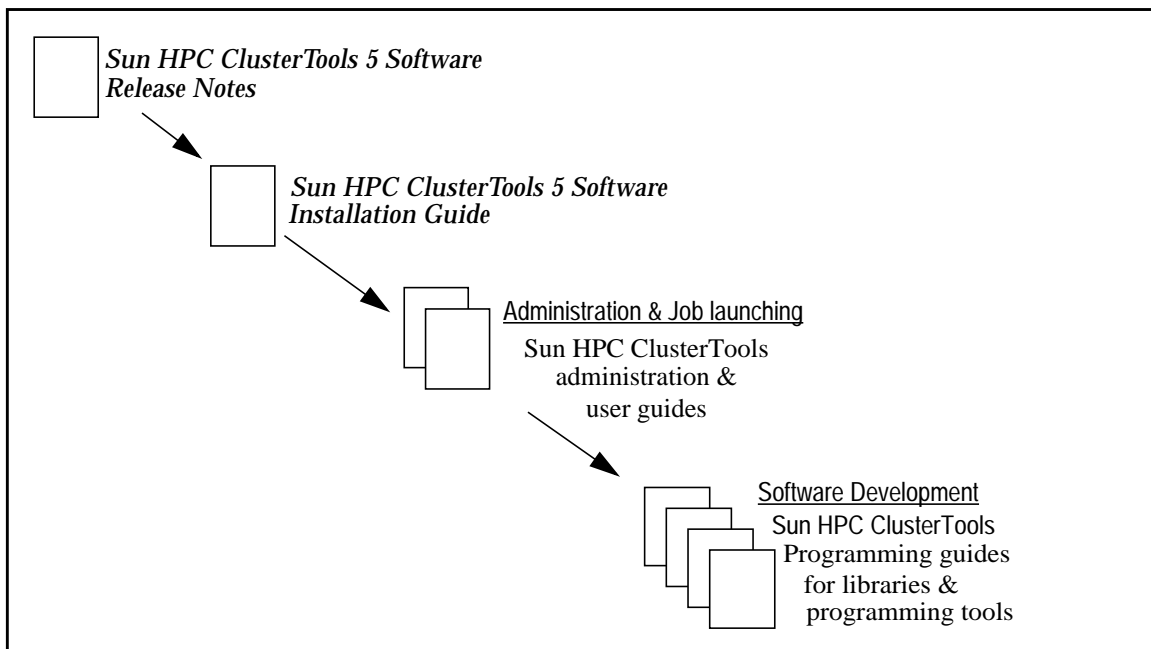 Sun HPC ClusterTools 5 Software
Release Notes
Sun HPC ClusterTools 5 Software
Installation Guide
Administration & Job launching
Sun HPC ClusterTools
administration &
user guides
Software Development
Sun HPC ClusterTools
Programming guides
for libraries &
programming tools